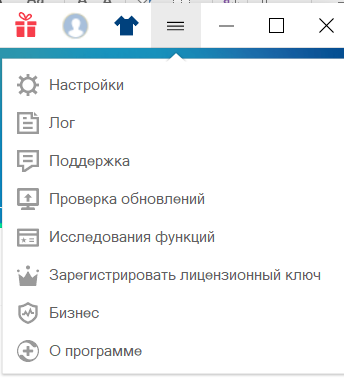 Настройки
Лог
Поддержка
Проверка обновлений
Исследования функций
Зарегистрировать лицензионный ключ
Бизнес
О программе